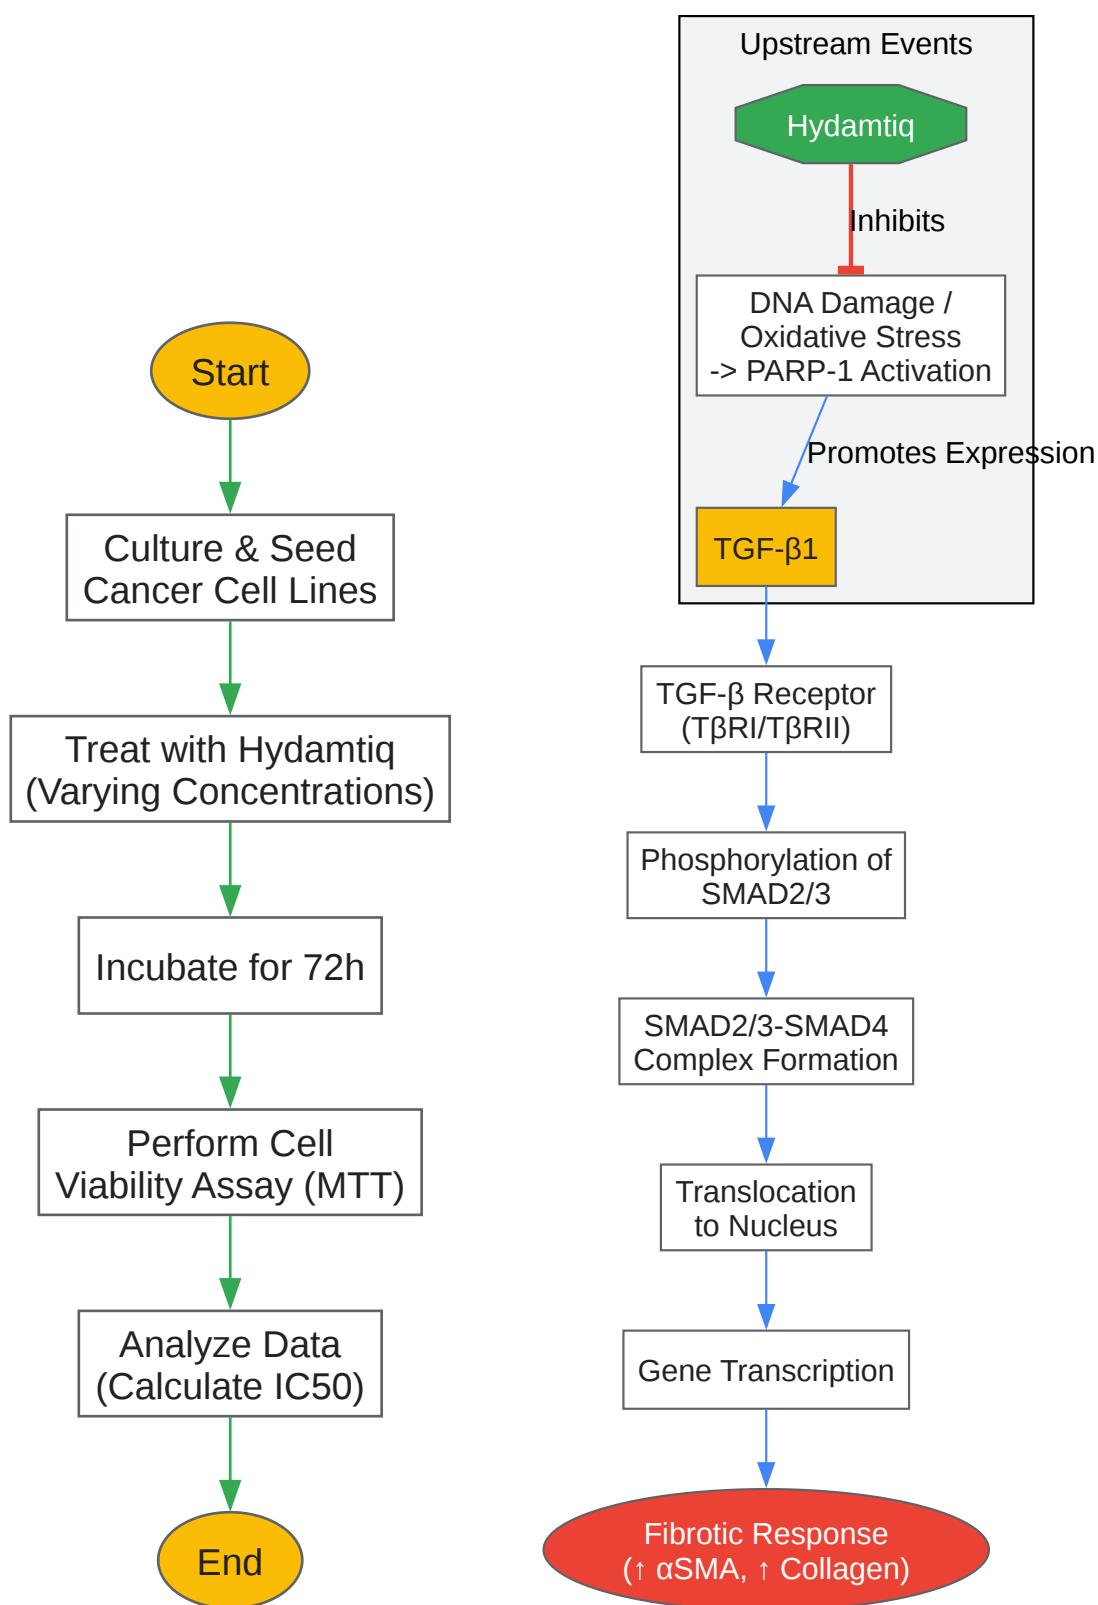 Start
Culture & Seed
Cancer Cell Lines
Treat with Hydamtiq
(Varying Concentrations)
Incubate for 72h
Perform Cell
Viability Assay (MTT)
Analyze Data
(Calculate IC50)
End
Upstream Events
Hydamtiq
Inhibits
DNA Damage /
Oxidative Stress
-> PARP-1 Activation
Promotes Expression
TGF-β1
TGF-β Receptor
(TβRI/TβRII)
Phosphorylation of
SMAD2/3
SMAD2/3-SMAD4
Complex Formation
Translocation
to Nucleus
Gene Transcription
Fibrotic Response
(↑ αSMA, ↑ Collagen)